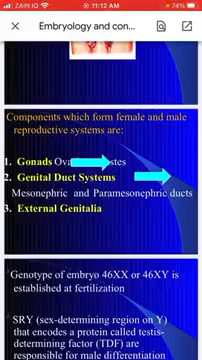 ZAIN IQ
11:12 AM
74%
Embryology and con...
Components which form female and male
reproductive systems are:
1. Gonads Ova stes
2. Genital Duct Systems
Mesonephric and Paramesonephric ducts
3. External Genitalia
Genotype of embryo 46XX or 46XY is
established at fertilization
SRY (sex-determining region on Y)
that encodes a protein called testis-
determining factor (TDF) are
responsible for male differentiation